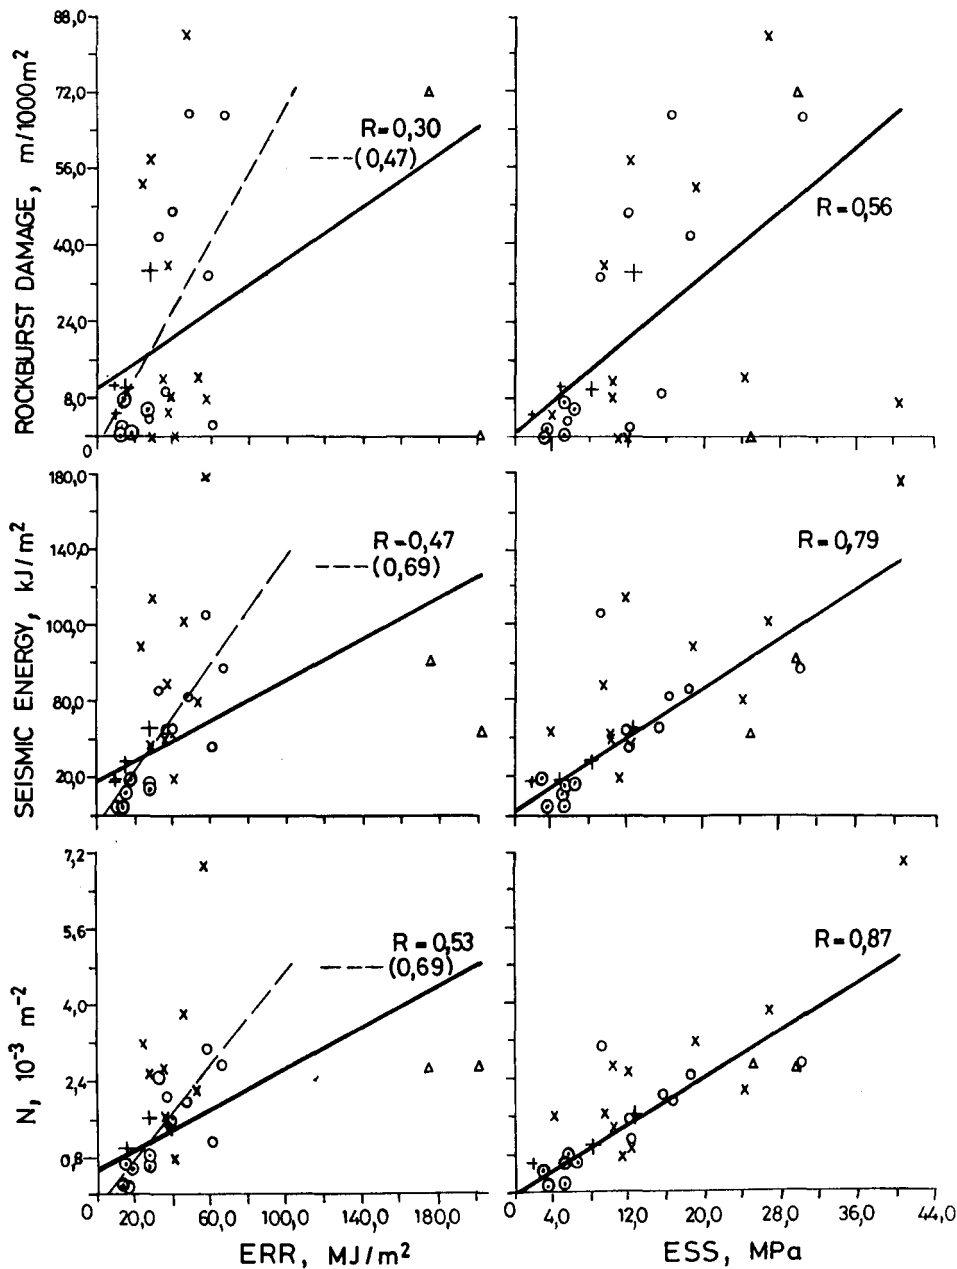 88,0
72,0
56,0
40,0
24,0
8,0
0
ROCKBURST DAMAGE, m/1000m²
R=0,30
---(0,47)
R=0,56
180,0
140,0
100,0
80,0
20,0
SEISMIC ENERGY, kJ/m²
R=0,47
---(0,69)
R=0,79
7,2
5,6
4,0
2,4
0,8
N, 10⁻³ m⁻²
R=0,53
---(0,69)
R=0,87
0 20,0 60,0 100,0 140,0 180,0
ERR, MJ/m²
0 4,0 12,0 20,0 28,0 36,0 44,0
ESS, MPa